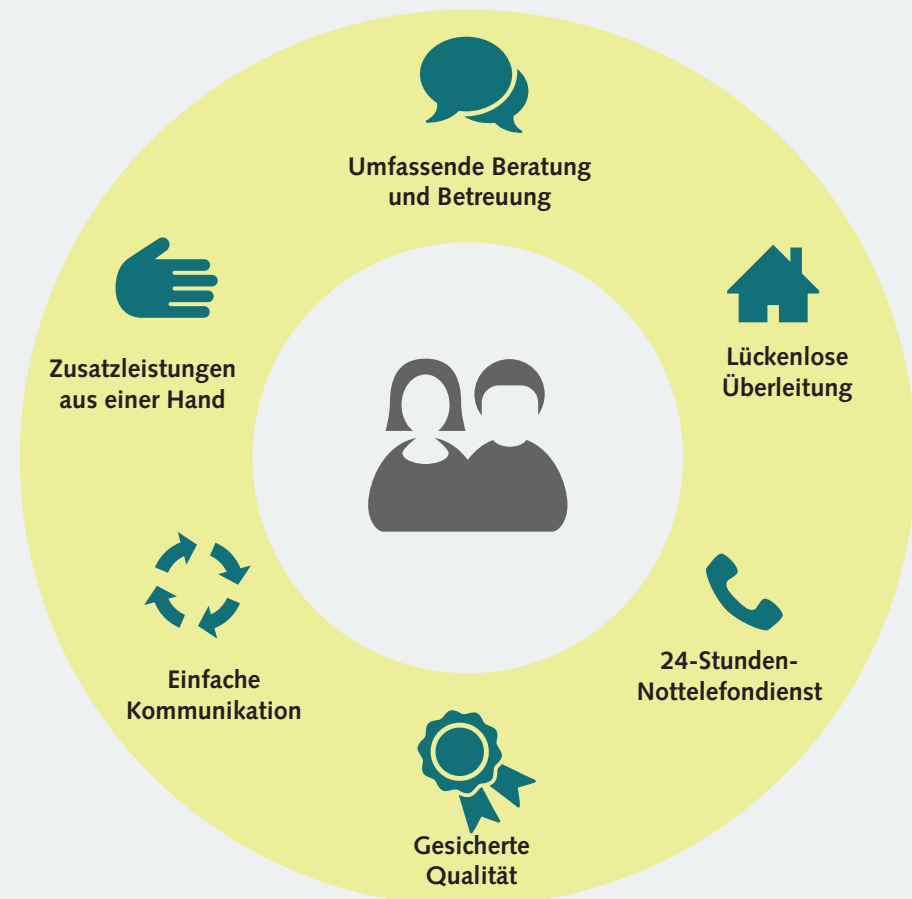 Umfassende Beratung
und Betreuung
Lückenlose
Überleitung
24-Stunden-
Nottelefondienst
Gesicherte
Qualität
Einfache
Kommunikation
Zusatzleistungen
aus einer Hand